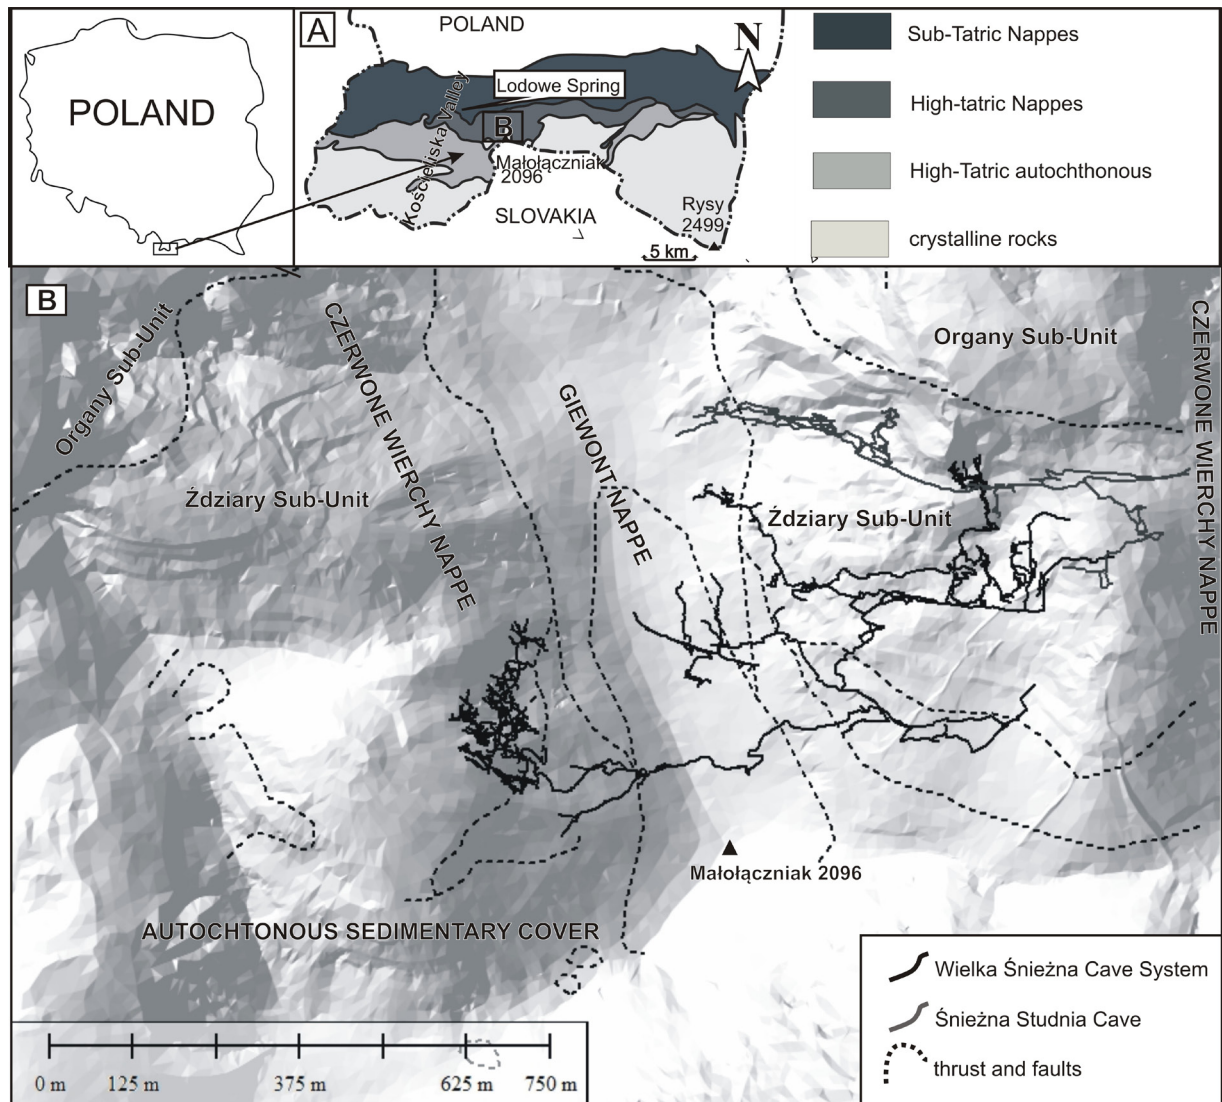 POLAND
A
POLAND
N
Lodowe Spring
Kościeliska Valley
B
Małołączniak
2096
SLOVAKIA
Rysy
2499
5 km
Sub-Tatric Nappes
High-tatric Nappes
High-Tatric autochthonous
crystalline rocks
B
Organy Sub-Unit
CZERWONE WIERCHY NAPPE
GIEWONT NAPPE
Organy Sub-Unit
CZERWONE WIERCHY NAPPE
Ździary Sub-Unit
Ździary Sub-Unit
Małołączniak 2096
AUTOCHTONOUS SEDIMENTARY COVER
Wielka Śnieżna Cave System
Śnieżna Studnia Cave
thrust and faults
0 m 125 m 375 m 625 m 750 m